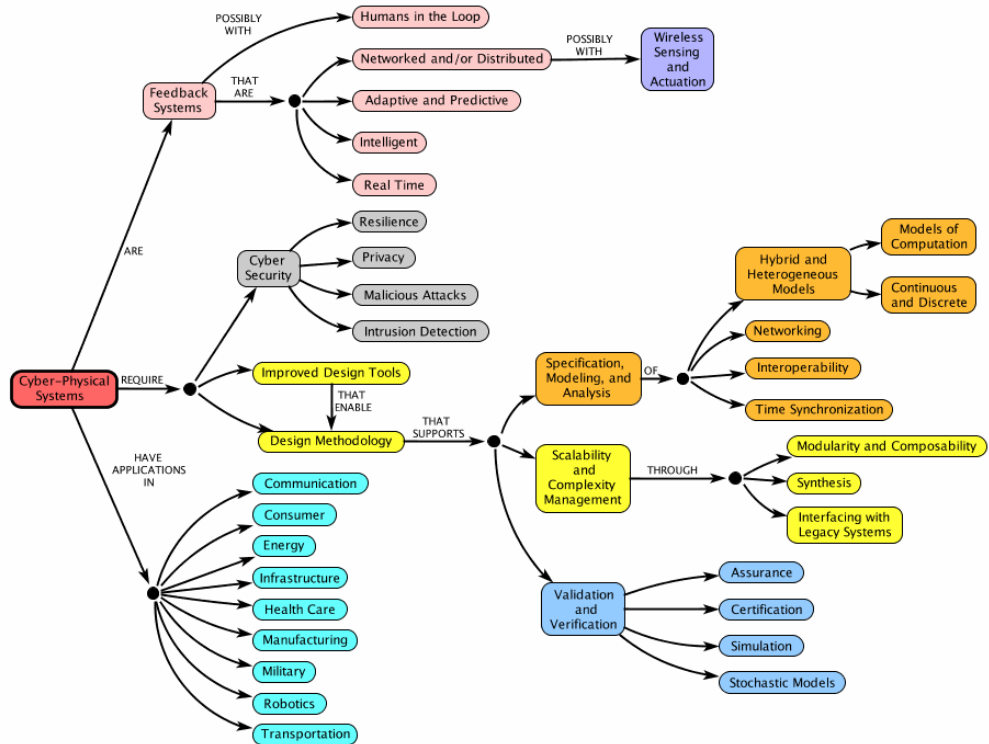 POSSIBLY
WITH
Humans in the Loop
Networked and/or Distributed
POSSIBLY
WITH
Wireless
Sensing
and
Actuation
Feedback
Systems
THAT
ARE
Adaptive and Predictive
Intelligent
Real Time
ARE
Resilience
Cyber
Security
Privacy
Malicious Attacks
Intrusion Detection
Models of
Computation
Hybrid and
Heterogeneous
Models
Continuous
and Discrete
Networking
Interoperability
Time Synchronization
Cyber-Physical
Systems
REQUIRE
Improved Design Tools
THAT
ENABLE
Design Methodology
THAT
SUPPORTS
Specification,
Modeling, and
Analysis
OF
Scalability
and
Complexity
Management
THROUGH
Modularity and Composability
Synthesis
Interfacing with
Legacy Systems
HAVE
APPLICATIONS
IN
Communication
Consumer
Energy
Infrastructure
Health Care
Manufacturing
Military
Robotics
Transportation
Validation
and
Verification
Assurance
Certification
Simulation
Stochastic Models